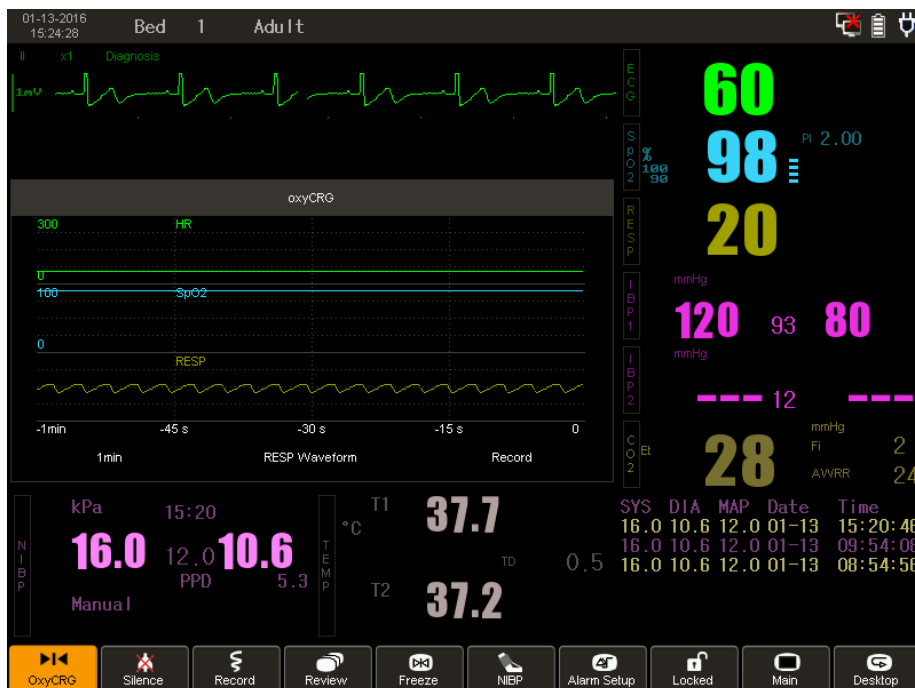 01-13-2016
15:24:28
Bed 1 Adult
II x1 Diagnosis
1mV
ECG
60
SpO2
%
100
90
98
PI 2.00
RESP
20
IBP1
mmHg
120 93 80
IBP2
mmHg
--- 12 ---
CO2
Et
28
mmHg
Fi 2
AWRR 24
oxyCRG
300 HR
0
100 SpO2
0
RESP
-1min -45 s -30 s -15 s 0
1min RESP Waveform Record
NIBP
kPa 15:20
16.0 12.0 10.6
PPD 5.3
Manual
TEMP
°C
T1 37.7
TD 0.5
T2 37.2
SYS DIA MAP Date Time
16.0 10.6 12.0 01-13 15:20:46
16.0 10.6 12.0 01-13 09:54:08
16.0 10.6 12.0 01-13 08:54:56
OxyCRG
Silence
Record
Review
Freeze
NIBP
Alarm Setup
Locked
Main
Desktop